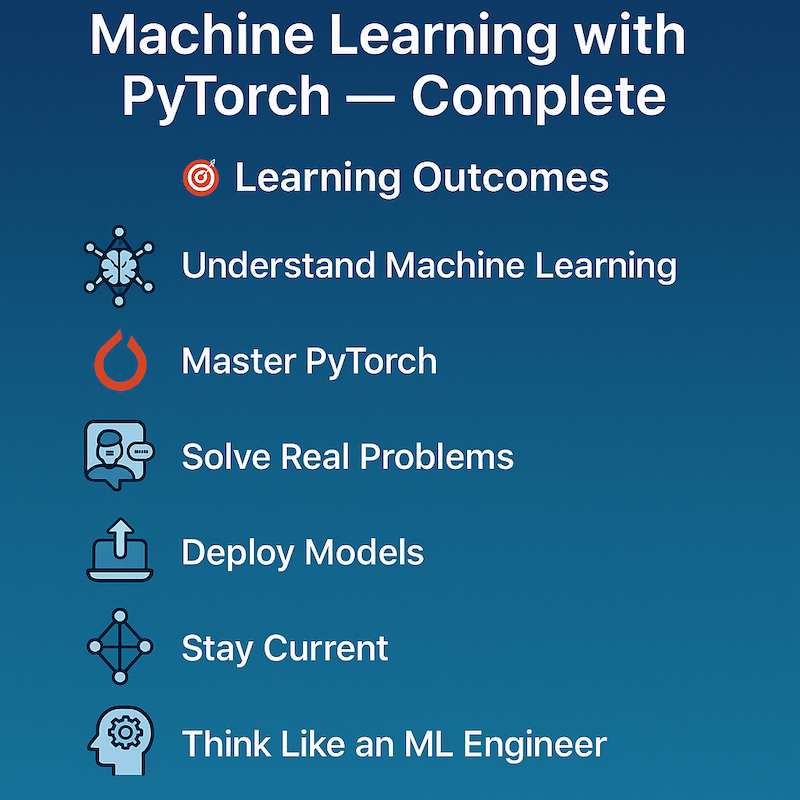 Machine Learning with
PyTorch — Complete
Learning Outcomes
Understand Machine Learning
Master PyTorch
Solve Real Problems
Deploy Models
Stay Current
Think Like an ML Engineer